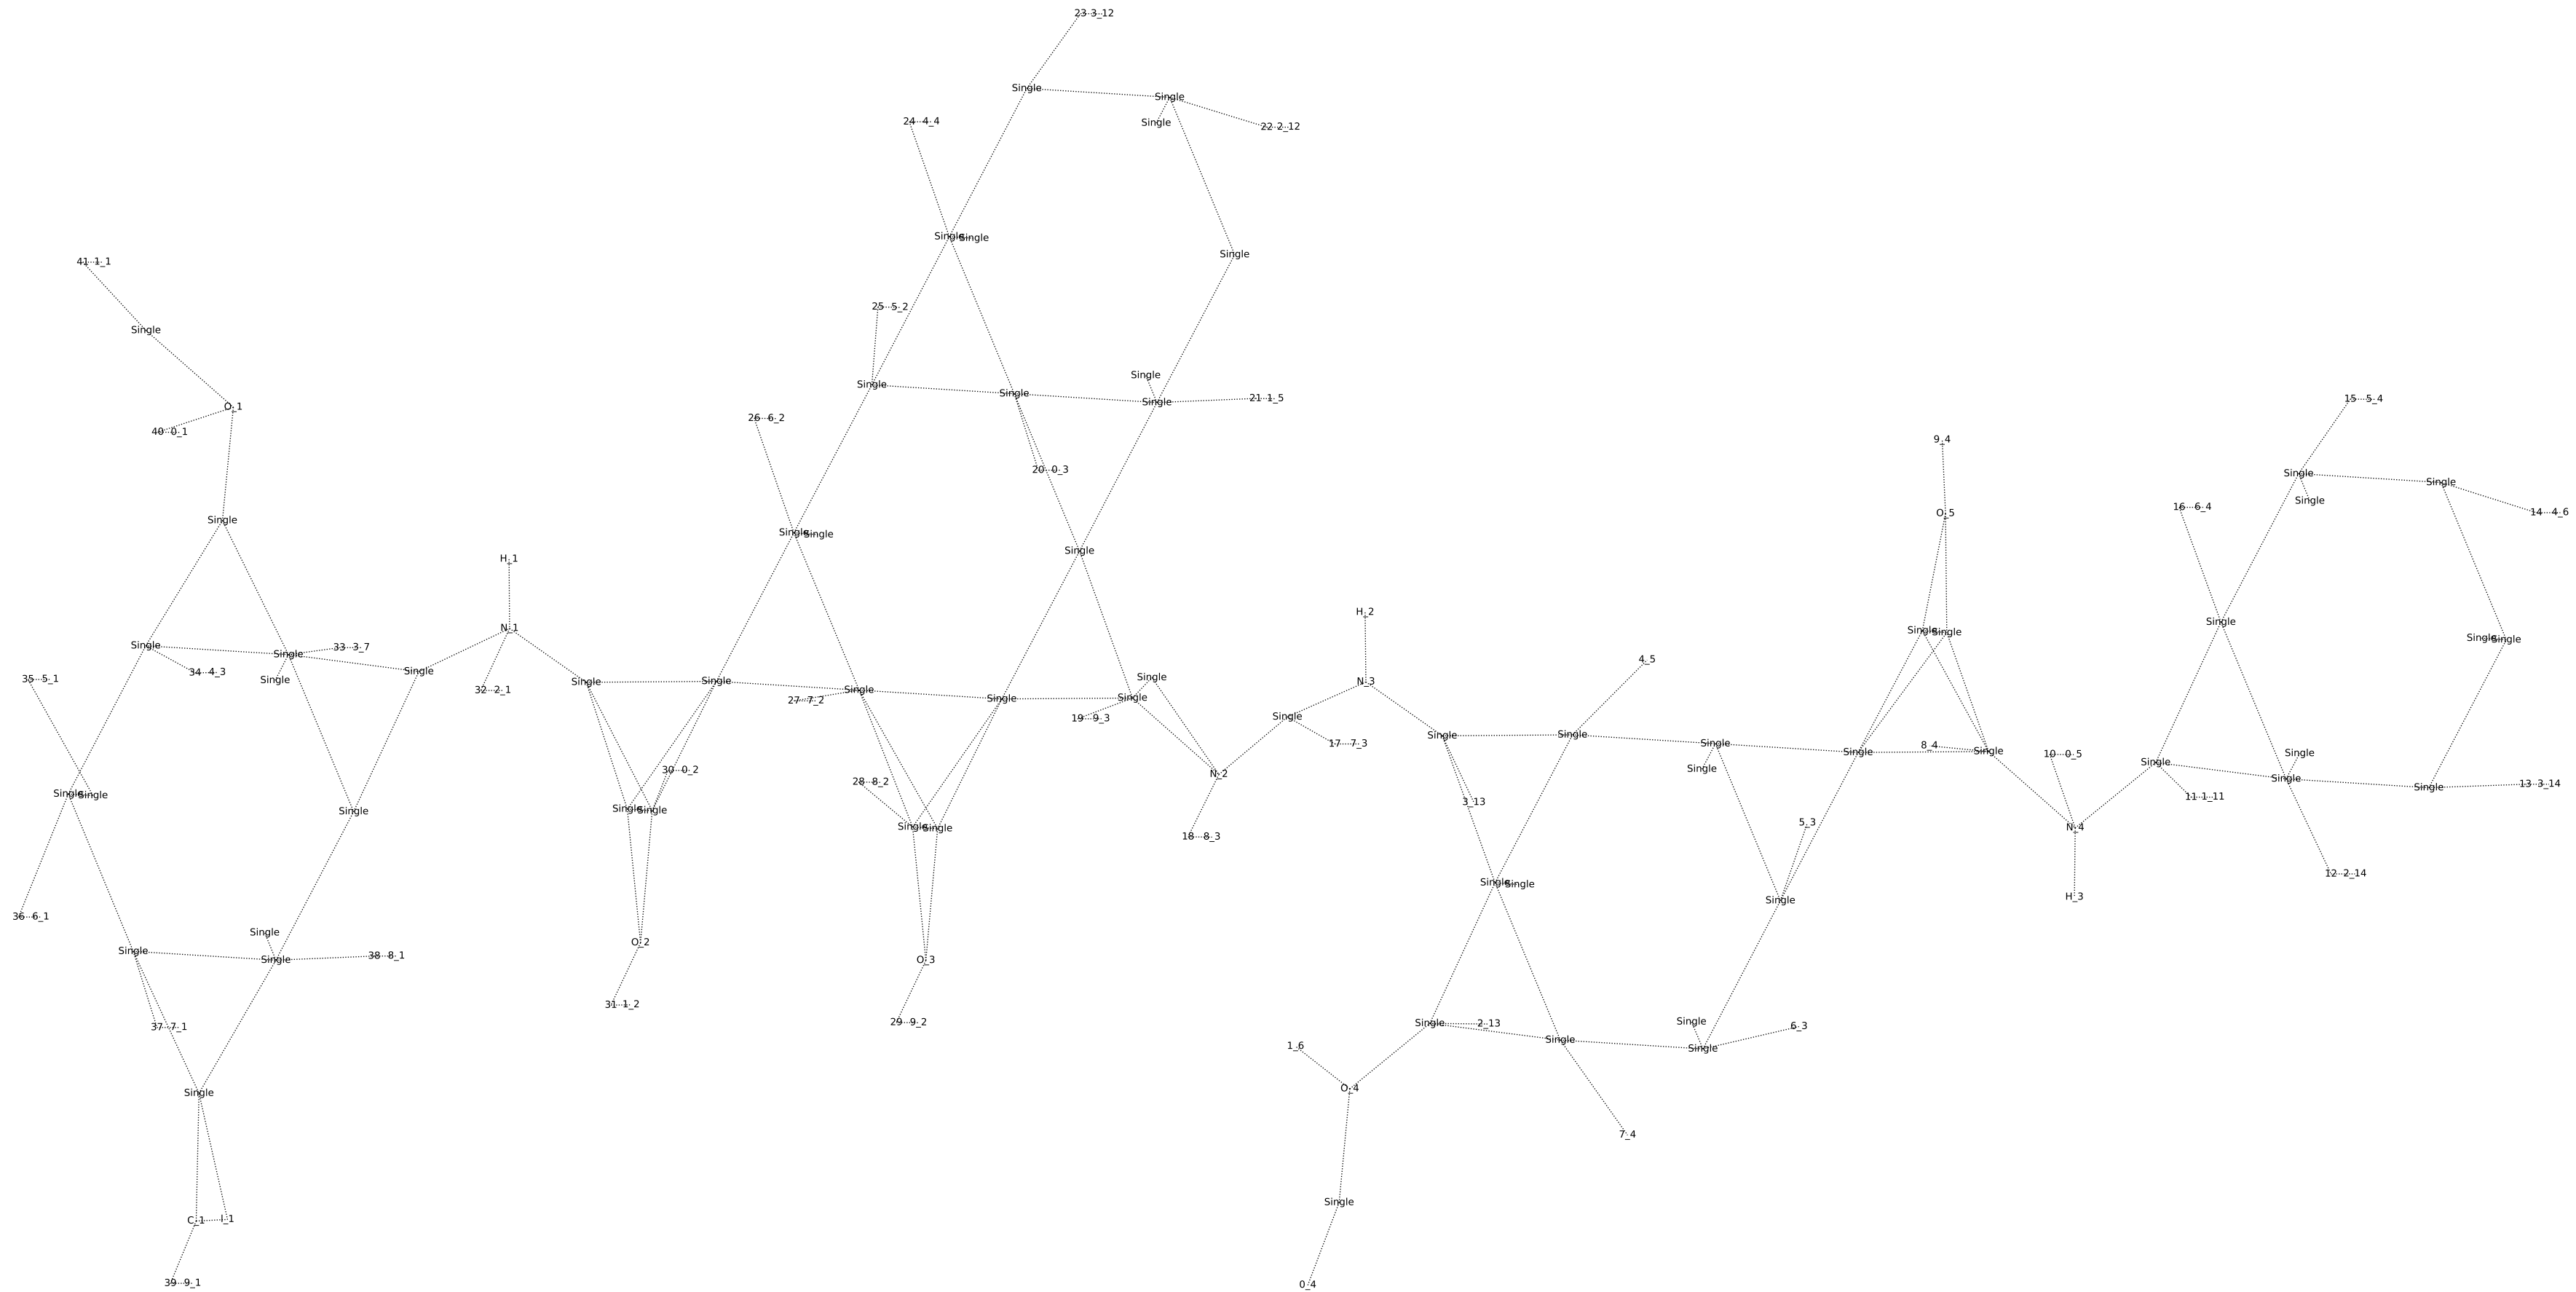 23 3_12
Single
Single
Single
24 4_4
22 2_12
Single
Single
Single
41 1_1
25 5_2
Single
Single
Single
Single
Single
21 1_5
15 5_4
O_1
26 6_2
40 0_1
9_4
20 0_3
Single
Single
14 4_6
Single
16 6_4
O_5
Single
Single
Single
Single
H_1
H_2
Single
N_1
Single
Single
Single
Single
Single
33 3_7
Single
4_5
34 4_3
Single
35 5_1
Single
Single
Single
Single
N_3
32 2_1
Single
27 7_2
Single
Single
19 9_3
Single
Single
Single
17 7_3
Single
8_4
Single
Single
10 0_5
Single
Single
Single
30 0_2
N_2
Single
28 8_2
Single
13 3_14
Single
Single
11 1_11
3_13
Single
Single
Single
5_3
Single
Single
N_4
18 8_3
12 2_14
Single
Single
H_3
Single
36 6_1
Single
O_2
Single
38 8_1
Single
O_3
31 1_2
29 9_2
Single
2_13
Single
6_3
37 7_1
Single
1_6
Single
O_4
Single
7_4
Single
C_1
I_1
39 9_1
0_4